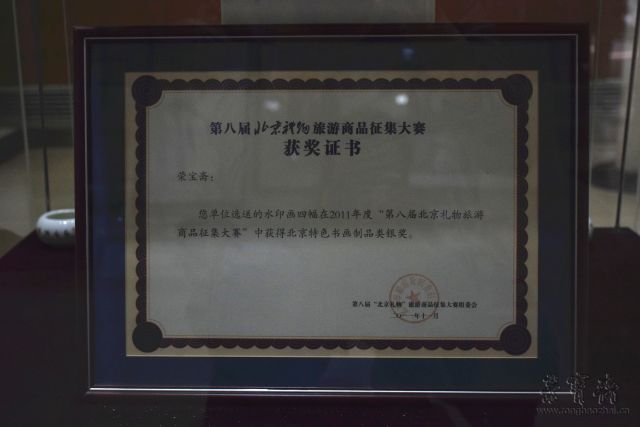 第八届北京礼物旅游商品征集大赛
获奖证书
荣宝斋:
您单位选送的水印画四幅在2011年度“第八届北京礼物旅游
商品征集大赛”中获得北京特色书画制品类银奖。
第八届“北京礼物”旅游商品征集大赛组委会
二〇一一年十一月
荣宝斋
www.rongbaozhai.cn